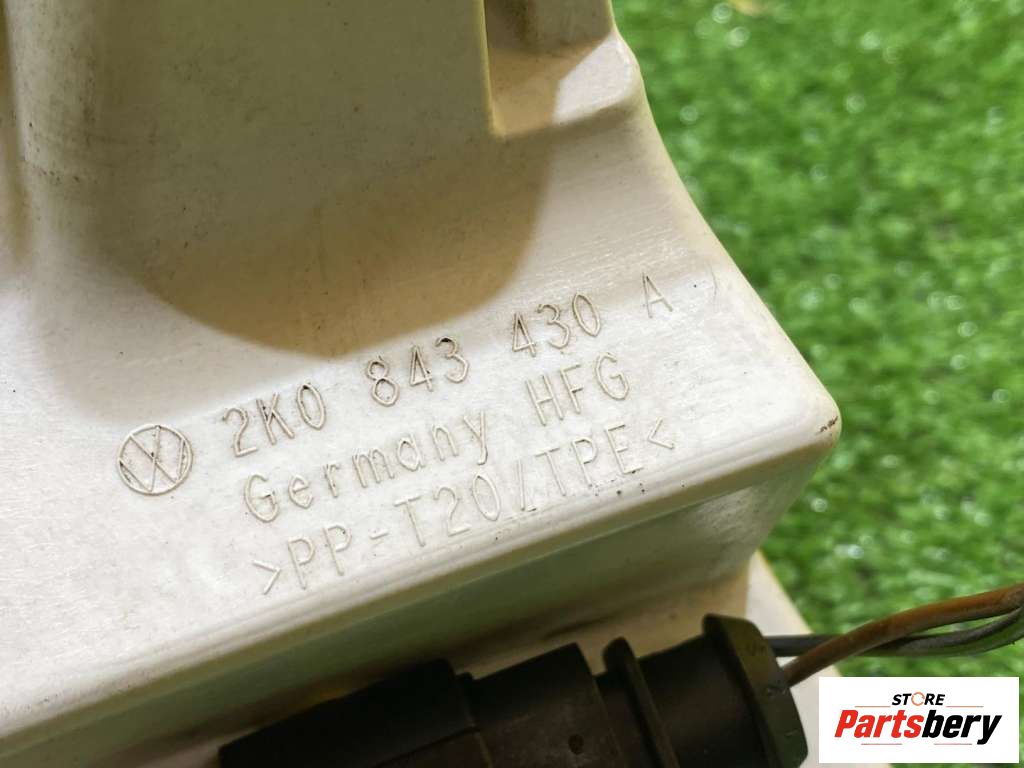 2K0 843 430 A
Germany HFG
>PP-T20/TPE<
STORE
Partsbery